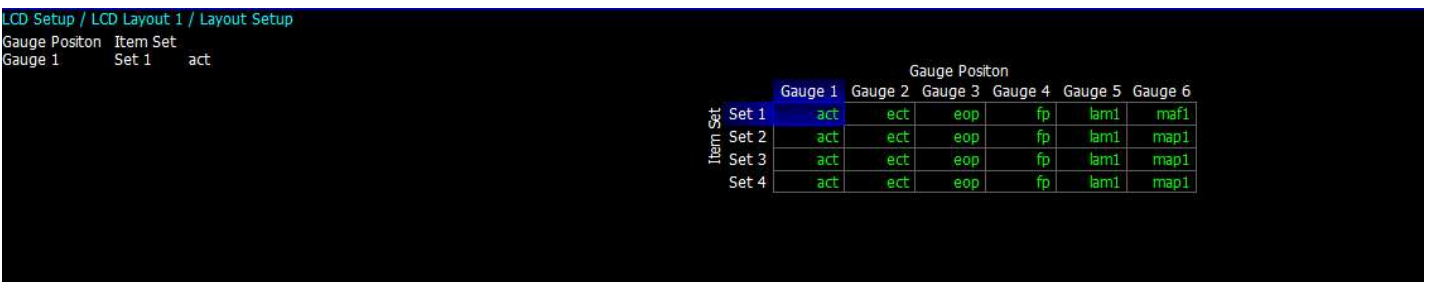 LCD Setup / LCD Layout 1 / Layout Setup
Gauge Positon Item Set
Gauge 1 Set 1 act
Gauge Positon
Gauge 1 Gauge 2 Gauge 3 Gauge 4 Gauge 5 Gauge 6
Item Set
Set 1 act ect eop fp lam1 maf1
Set 2 act ect eop fp lam1 map1
Set 3 act ect eop fp lam1 map1
Set 4 act ect eop fp lam1 map1